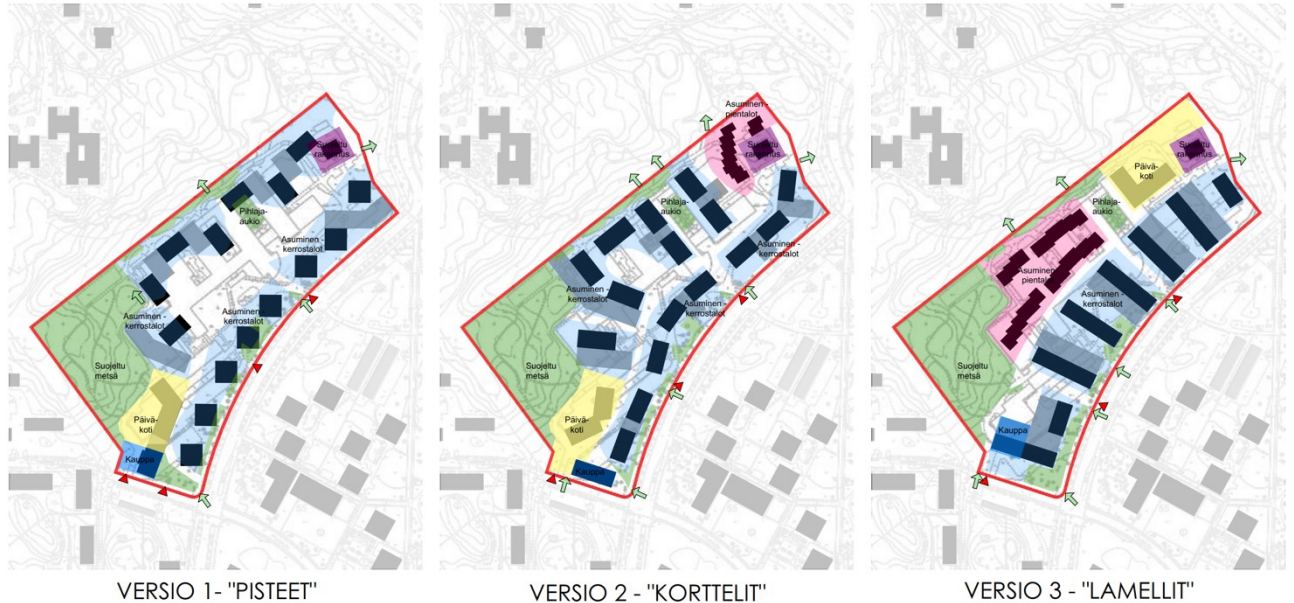 Suojeltu
rakennus
Pihlaja-
aukio
Asuminen -
kerrostalot
Asuminen -
kerrostalot
Asuminen -
kerrostalot
Suojeltu
metsä
Päivä-
koti
Kauppa
VERSIO 1- "PISTEET"
Asuminen -
pientalot
Suojeltu
rakennus
Pihlaja-
aukio
Asuminen -
kerrostalot
Asuminen -
kerrostalot
Asuminen -
kerrostalot
Suojeltu
metsä
Päivä-
koti
Kauppa
VERSIO 2 - "KORTTELIT"
Suojeltu
rakennus
Päivä-
koti
Pihlaja-
aukio
Asuminen -
pientalot
Asuminen -
kerrostalot
Suojeltu
metsä
Kauppa
VERSIO 3 - "LAMELLIT"